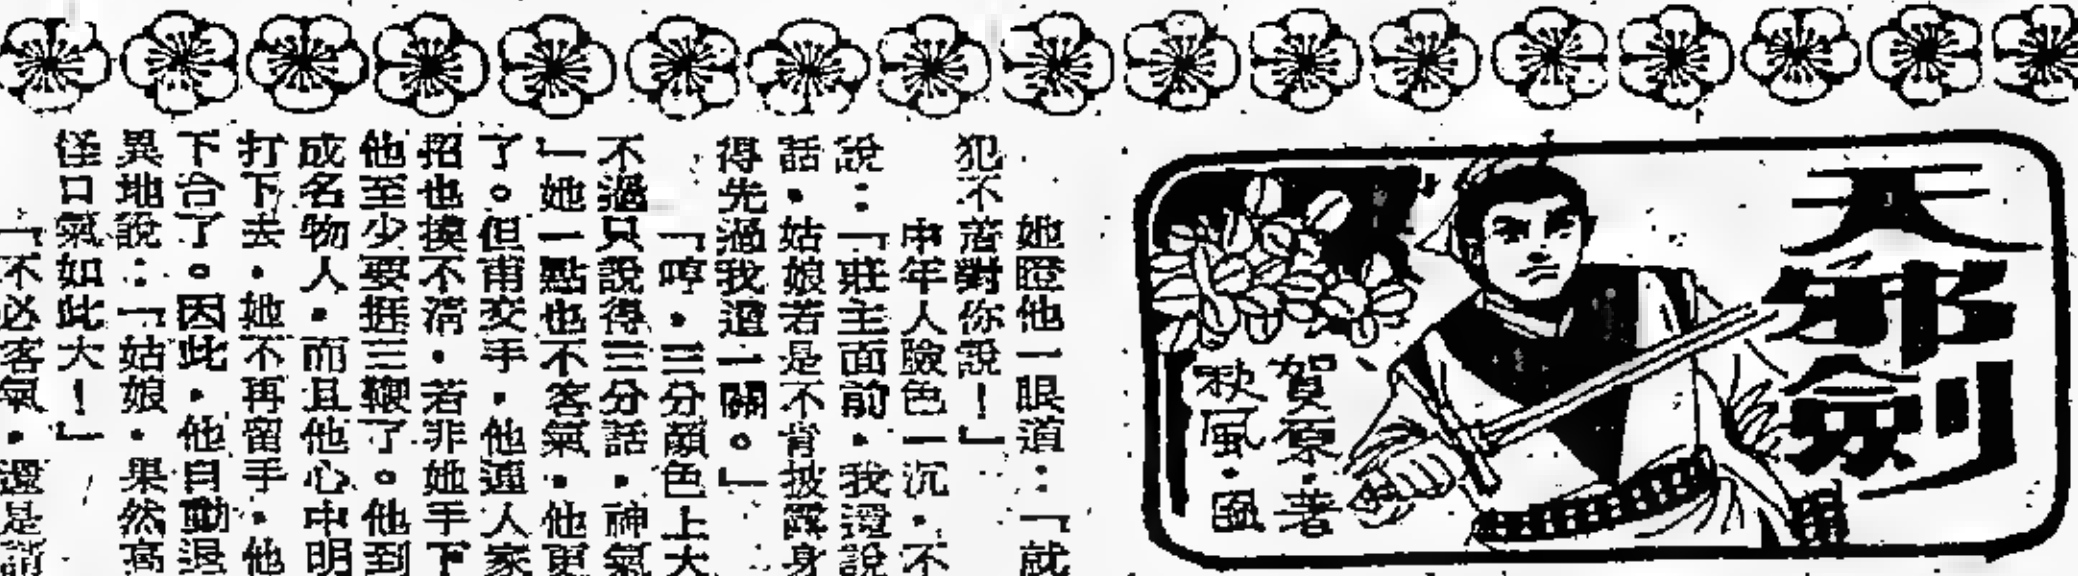 天邪劍
賀京·著
秋風·圖
她瞪他一眼道：「就
犯不著對你說！」
中年人臉色一沉，不
說：「莊主面前，我還說
話，姑娘若是不肯披露身
得先過我這一關。」
「哼，三分顏色上大
不過只說得三分話，神氣
」她一點也不客氣，他更
了。但甫交手，他連人家
招也摸不清，若非她手下
他至少要捱三鞭了。他到
成名物人，而且他心中明
打下去，她不再留手，他
下台了。因此，他自動退
異地說：「姑娘，果然高
怪口氣如此大！」
「不必客氣，還是請